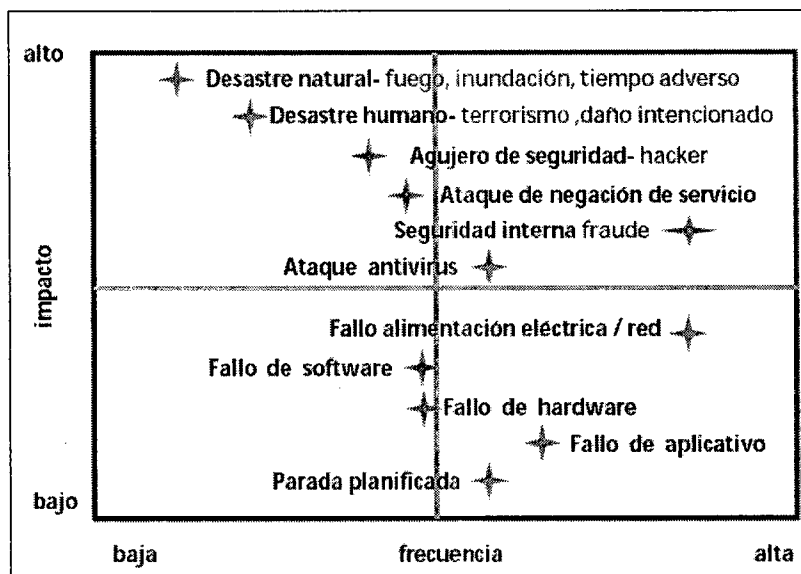 alto
Desastre natural- fuego, inundación, tiempo adverso
Desastre humano- terrorismo ,daño intencionado
Agujero de seguridad- hacker
Ataque de negación de servicio
Seguridad interna fraude
Ataque antivirus
impacto
Fallo alimentación eléctrica / red
Fallo de software
Fallo de hardware
Fallo de aplicativo
Parada planificada
bajo
baja frecuencia alta